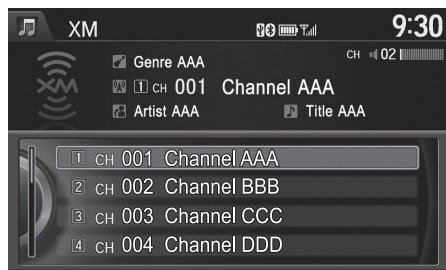 XM 9:30
CH 02
Genre AAA
XM 1 CH 001 Channel AAA
Artist AAA Title AAA
1 CH 001 Channel AAA
2 CH 002 Channel BBB
3 CH 003 Channel CCC
4 CH 004 Channel DDD